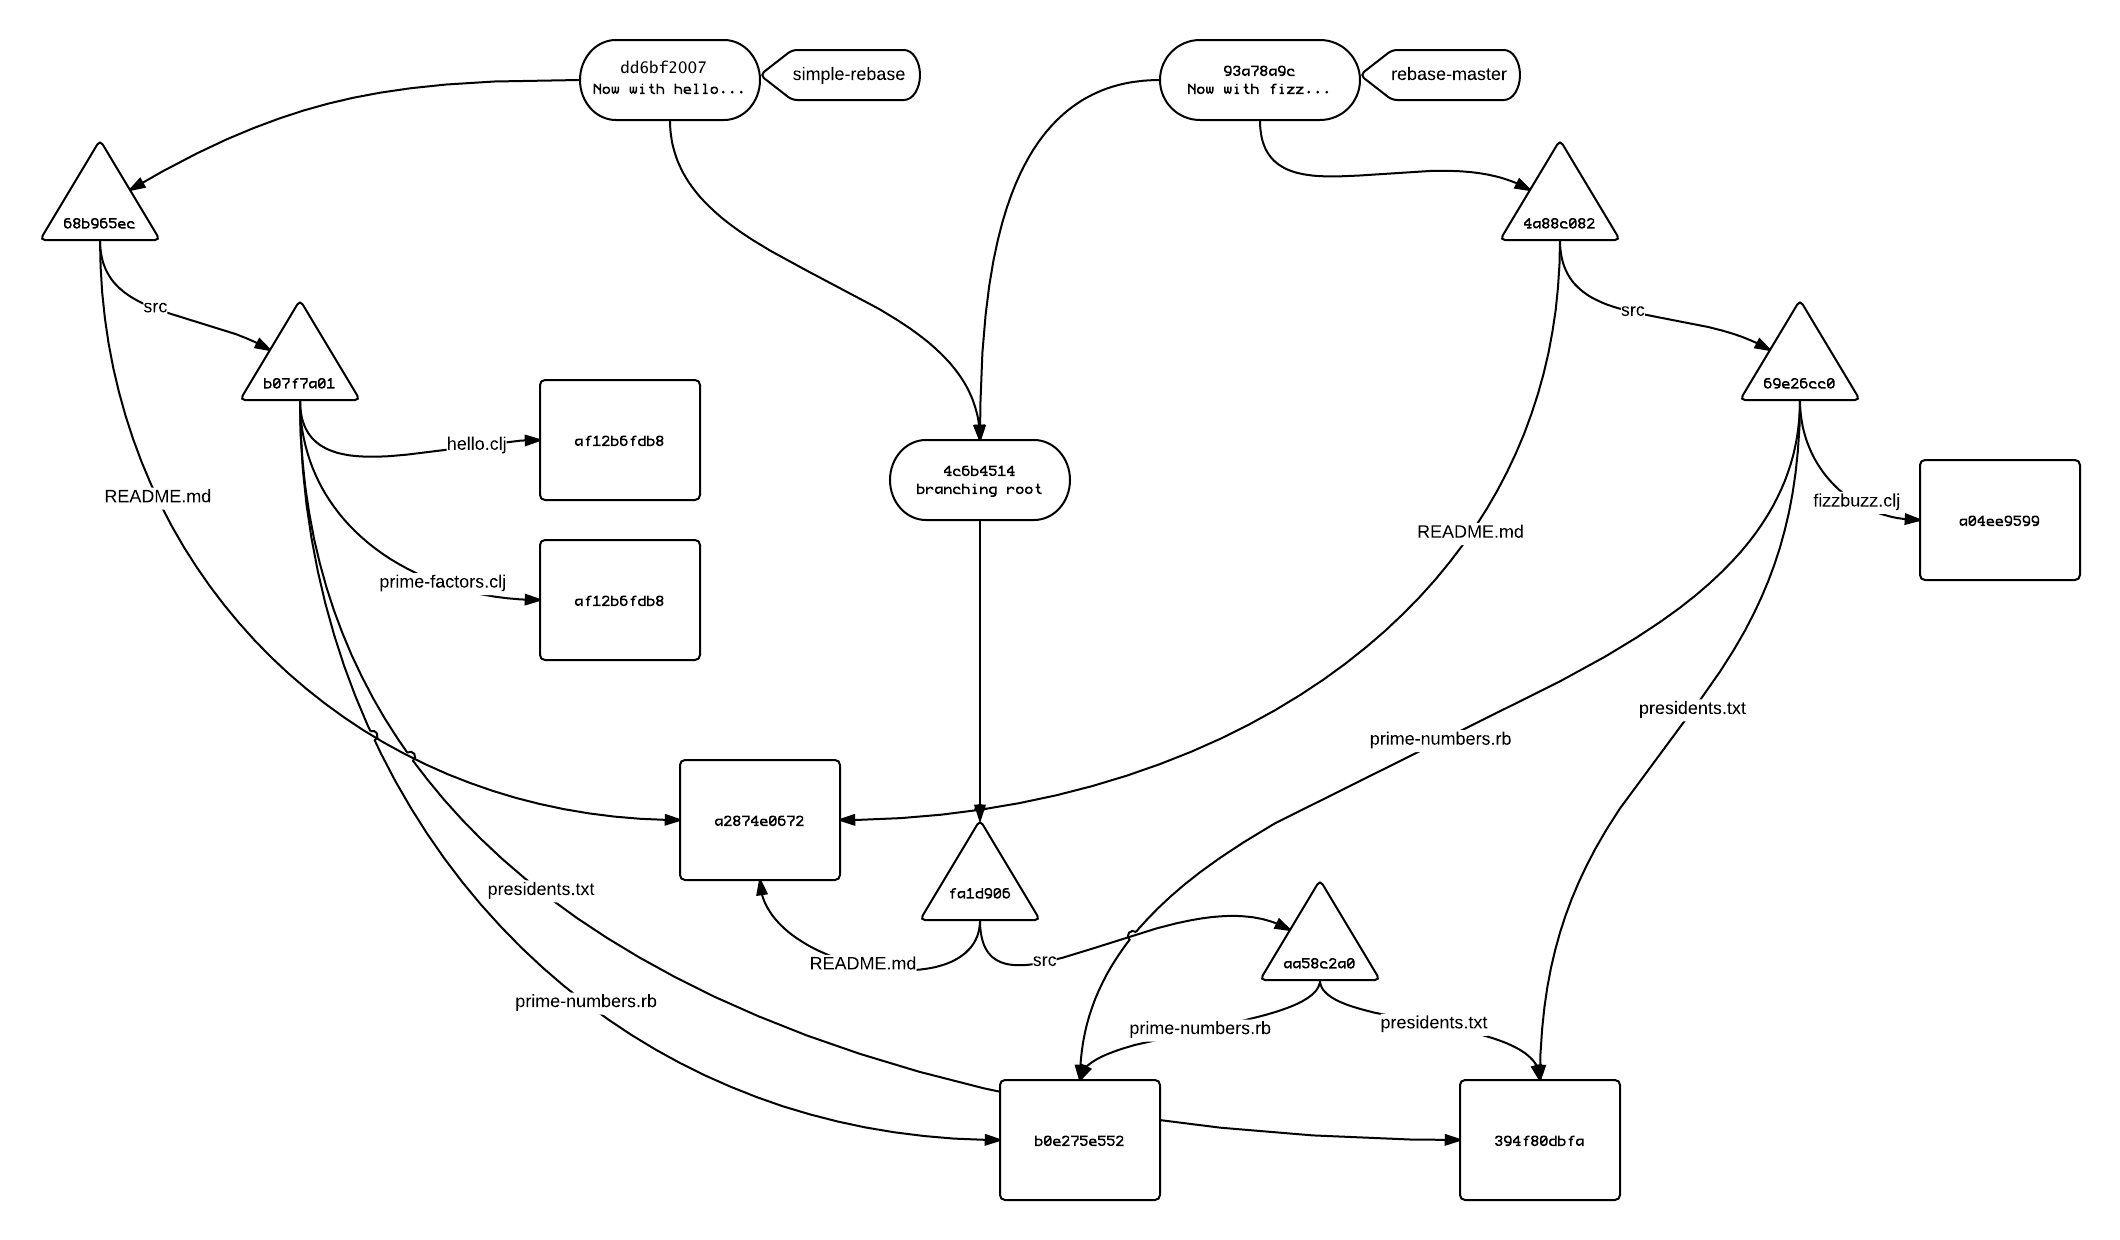 dd6bf2007
Now with hello...
simple-rebase
93a78a9c
Now with fizz...
rebase-master
68b965ec
4a88c082
src
src
b07f7a01
69e26cc0
hello.clj
af12b6fdb8
4c6b4514
branching root
README.md
README.md
fizzbuzz.clj
a04ee9599
prime-factors.clj
af12b6fdb8
presidents.txt
prime-numbers.rb
a2874e0672
presidents.txt
fa1d906
README.md
src
aa58c2a0
prime-numbers.rb
prime-numbers.rb
presidents.txt
b0e275e552
394f80dbfa